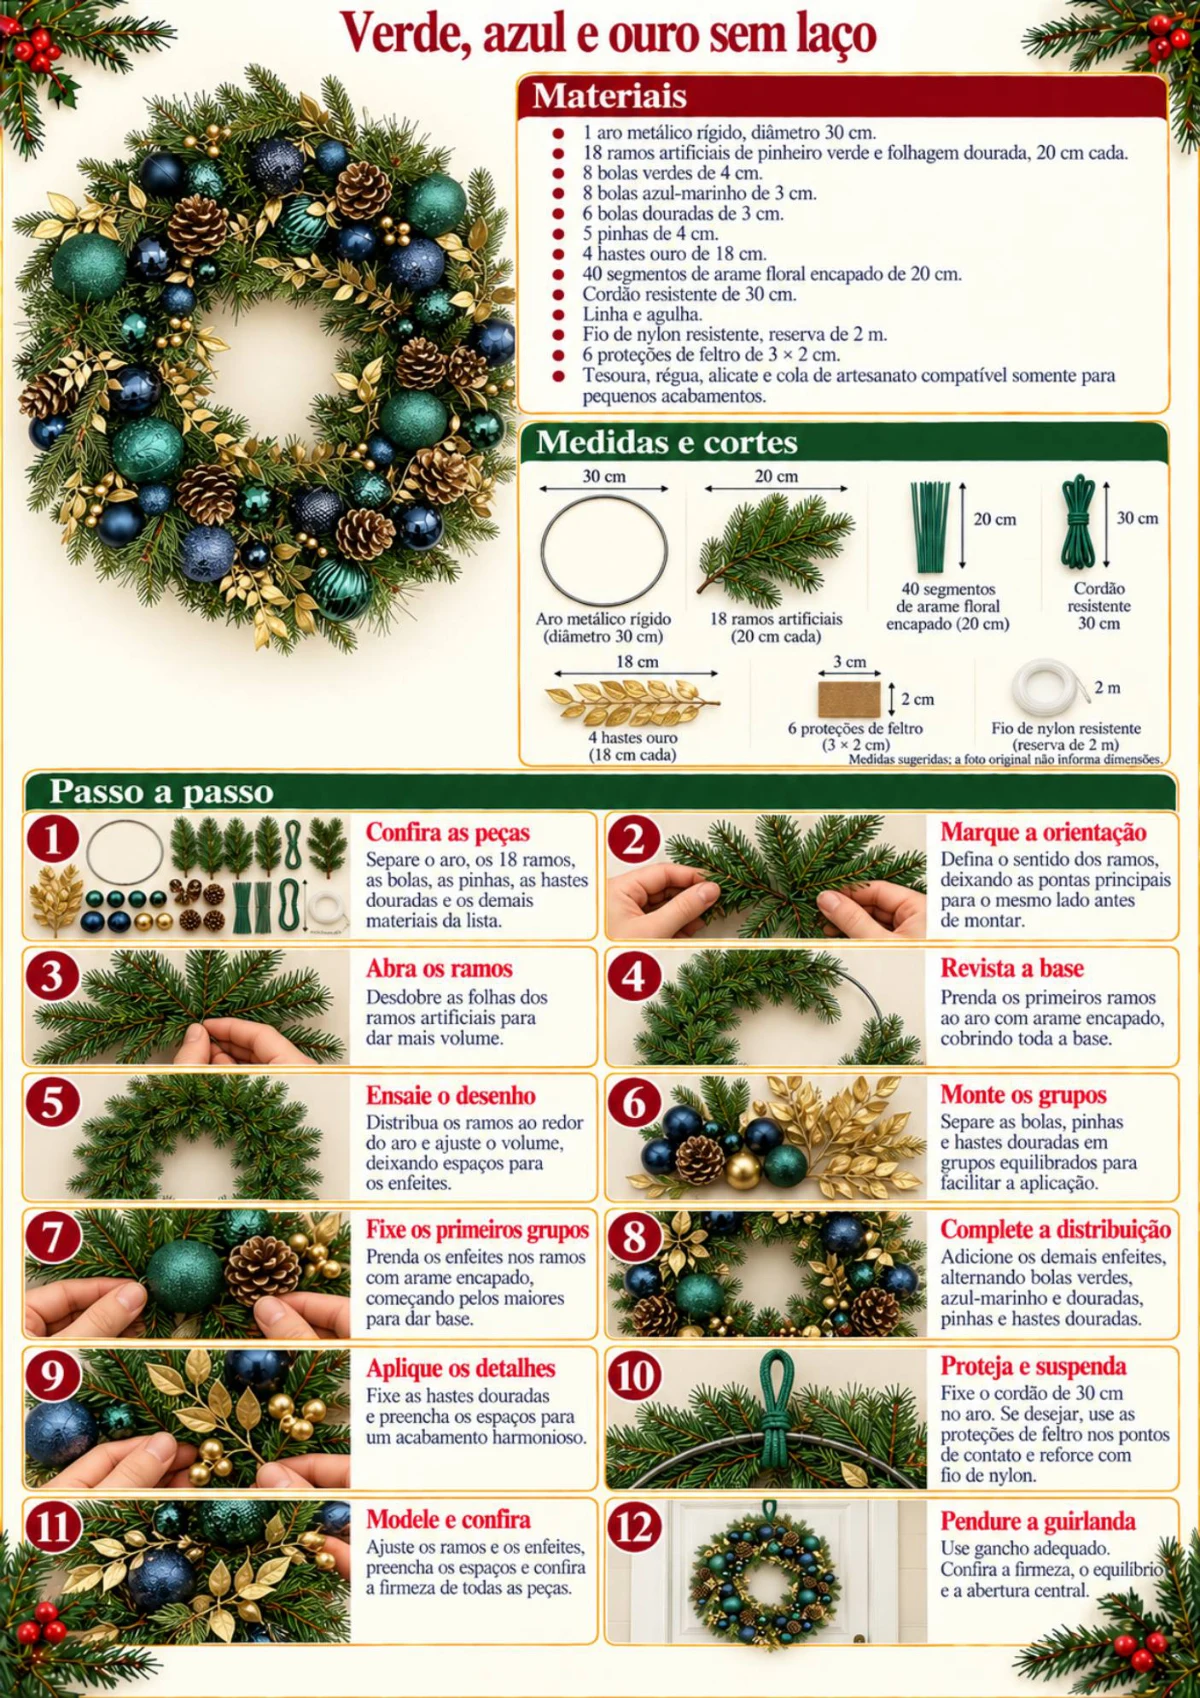 Verde, azul e ouro sem laço
Materiais
1 aro metálico rígido, diâmetro 30 cm.
18 ramos artificiais de pinheiro verde e folhagem dourada, 20 cm cada.
8 bolas verdes de 4 cm.
8 bolas azul-marinho de 3 cm.
6 bolas douradas de 3 cm.
5 pinhas de 4 cm.
4 hastes ouro de 18 cm.
40 segmentos de arame floral encapado de 20 cm.
Cordão resistente de 30 cm.
Linha e agulha.
Fio de nylon resistente, reserva de 2 m.
6 proteções de feltro de 3 × 2 cm.
Tesoura, régua, alicate e cola de artesanato compatível somente para
pequenos acabamentos.
Medidas e cortes
30 cm
Aro metálico rígido
(diâmetro 30 cm)
20 cm
18 ramos artificiais
(20 cm cada)
20 cm
40 segmentos
de arame floral
encapado (20 cm)
30 cm
Cordão
resistente
30 cm
18 cm
4 hastes ouro
(18 cm cada)
3 cm
2 cm
6 proteções de feltro
(3 × 2 cm)
2 m
Fio de nylon resistente
(reserva de 2 m)
Medidas sugeridas; a foto original não informa dimensões.
Passo a passo
1
Confira as peças
Separe o aro, os 18 ramos,
as bolas, as pinhas, as hastes
douradas e os demais
materiais da lista.
2
Marque a orientação
Defina o sentido dos ramos,
deixando as pontas principais
para o mesmo lado antes
de montar.
3
Abra os ramos
Desdobre as folhas dos
ramos artificiais para
dar mais volume.
4
Revista a base
Prenda os primeiros ramos
ao aro com arame encapado,
cobrindo toda a base.
5
Ensaie o desenho
Distribua os ramos ao redor
do aro e ajuste o volume,
deixando espaços para
os enfeites.
6
Monte os grupos
Separe as bolas, pinhas
e hastes douradas em
grupos equilibrados para
facilitar a aplicação.
7
Fixe os primeiros grupos
Prenda os enfeites nos ramos
com arame encapado,
começando pelos maiores
para dar base.
8
Complete a distribuição
Adicione os demais enfeites,
alternando bolas verdes,
azul-marinho e douradas,
pinhas e hastes douradas.
9
Aplique os detalhes
Fixe as hastes douradas
e preencha os espaços para
um acabamento harmonioso.
10
Proteja e suspenda
Fixe o cordão de 30 cm
no aro. Se desejar, use as
proteções de feltro nos pontos
de contato e reforce com
fio de nylon.
11
Modele e confira
Ajuste os ramos e os enfeites,
preencha os espaços e confira
a firmeza de todas as peças.
12
Pendure a guirlanda
Use gancho adequado.
Confira a firmeza, o equilíbrio
e a abertura central.